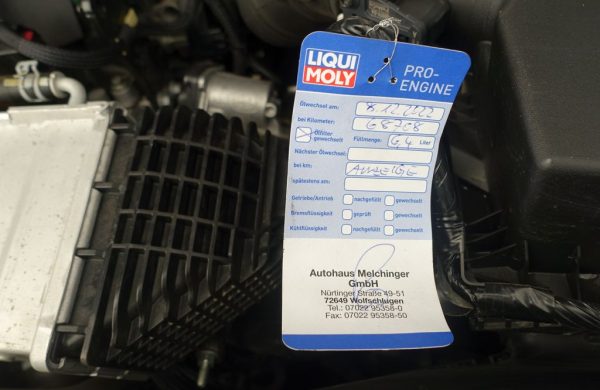 LIQUI
MOLY
PRO-
ENGINE
Ölwechsel am: 8.12.2022
bei Kilometer: 68768
Ölfilter
gewechselt
Füllmenge: 6,4 Liter
Nächster Ölwechsel:
bei km: ANZEIGE
spätestens am:
Getriebe/Antrieb nachgefüllt gewechselt
Bremsflüssigkeit geprüft gewechselt
Kühlflüssigkeit nachgefüllt gewechselt
Autohaus Melchinger
GmbH
Nürtinger Straße 49-51
72649 Wolfschlugen
Tel.: 07022 95358-0
Fax: 07022 95358-50